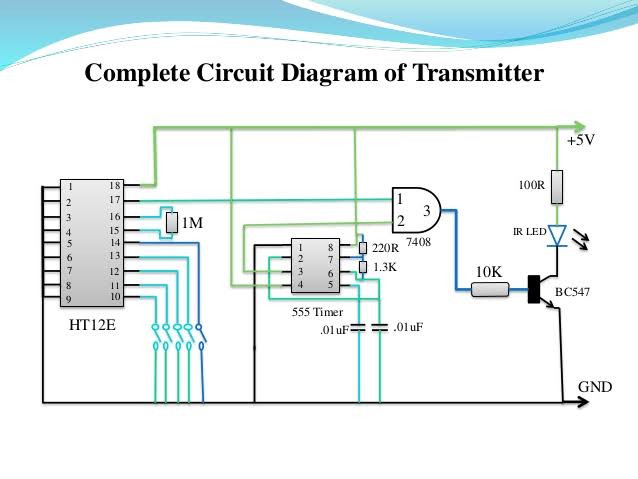 Complete Circuit Diagram of Transmitter
+5V
1 18
2 17
3 16
4 15
5 14
6 13
7 12
8 11
9 10
HT12E
1M
1
2
3
7408
1 8
2 7
3 6
4 5
555 Timer
220R
1.3K
.01uF
.01uF
10K
100R
IR LED
BC547
GND